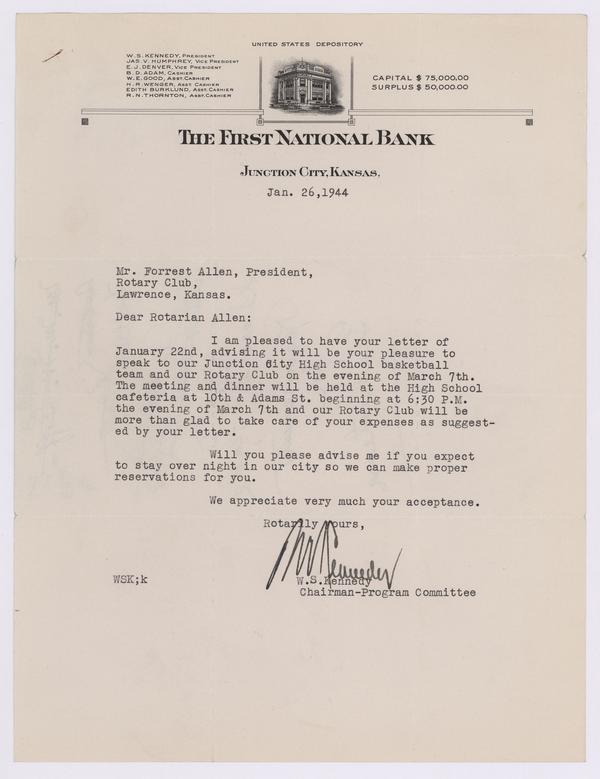 UNITED STATES DEPOSITORY
W. S. KENNEDY, PRESIDENT
JAS. V. HUMPHREY, VICE PRESIDENT
E. J. DENVER, VICE PRESIDENT
B. D. ADAM, CASHIER
W. E. GOOD, ASST. CASHIER
H. R. WENGER, ASST. CASHIER
EDITH BURKLUND, ASST. CASHIER
R. N. THORNTON, ASST. CASHIER
CAPITAL $ 75,000.00
SURPLUS $ 50,000.00
THE FIRST NATIONAL BANK
JUNCTION CITY, KANSAS,
Jan. 26,1944
Mr. Forrest Allen, President,
Rotary Club,
Lawrence, Kansas.
Dear Rotarian Allen:
I am pleased to have your letter of
January 22nd, advising it will be your pleasure to
speak to our Junction City High School basketball
team and our Rotary Club on the evening of March 7th.
The meeting and dinner will be held at the High School
cafeteria at 10th & Adams St. beginning at 6:30 P.M.
the evening of March 7th and our Rotary Club will be
more than glad to take care of your expenses as suggest-
ed by your letter.
Will you please advise me if you expect
to stay over night in our city so we can make proper
reservations for you.
We appreciate very much your acceptance.
Rotarily yours,
W S Kennedy
W.S.Kennedy
Chairman-Program Committee
WSK;k